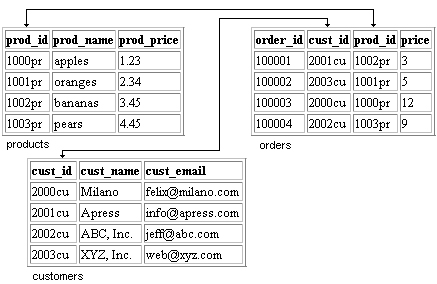 prod_id prod_name prod_price
1000pr apples 1.23
1001pr oranges 2.34
1002pr bananas 3.45
1003pr pears 4.45
products
order_id cust_id prod_id price
100001 2001cu 1002pr 3
100002 2003cu 1001pr 5
100003 2000cu 1000pr 12
100004 2002cu 1003pr 9
orders
cust_id cust_name cust_email
2000cu Milano felix@milano.com
2001cu Apress info@apress.com
2002cu ABC, Inc. jeff@abc.com
2003cu XYZ, Inc. web@xyz.com
customers